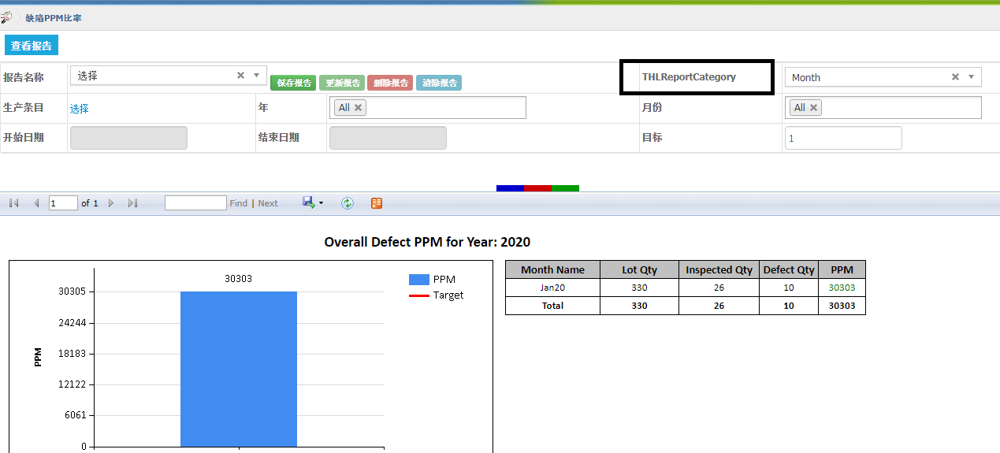 缺陷PPM比率
查看报告
报告名称 选择 保存报告 更新报告 删除报告 清除报告 THLReportCategory Month
生产条目 选择 年 All 月份 All
开始日期 结束日期 目标 1
1 of 1 Find | Next
Overall Defect PPM for Year: 2020
30303
PPM
Target
30305
24244
18183
12122
6061
0
PPM
Month Name Lot Qty Inspected Qty Defect Qty PPM
Jan20 330 26 10 30303
Total 330 26 10 30303